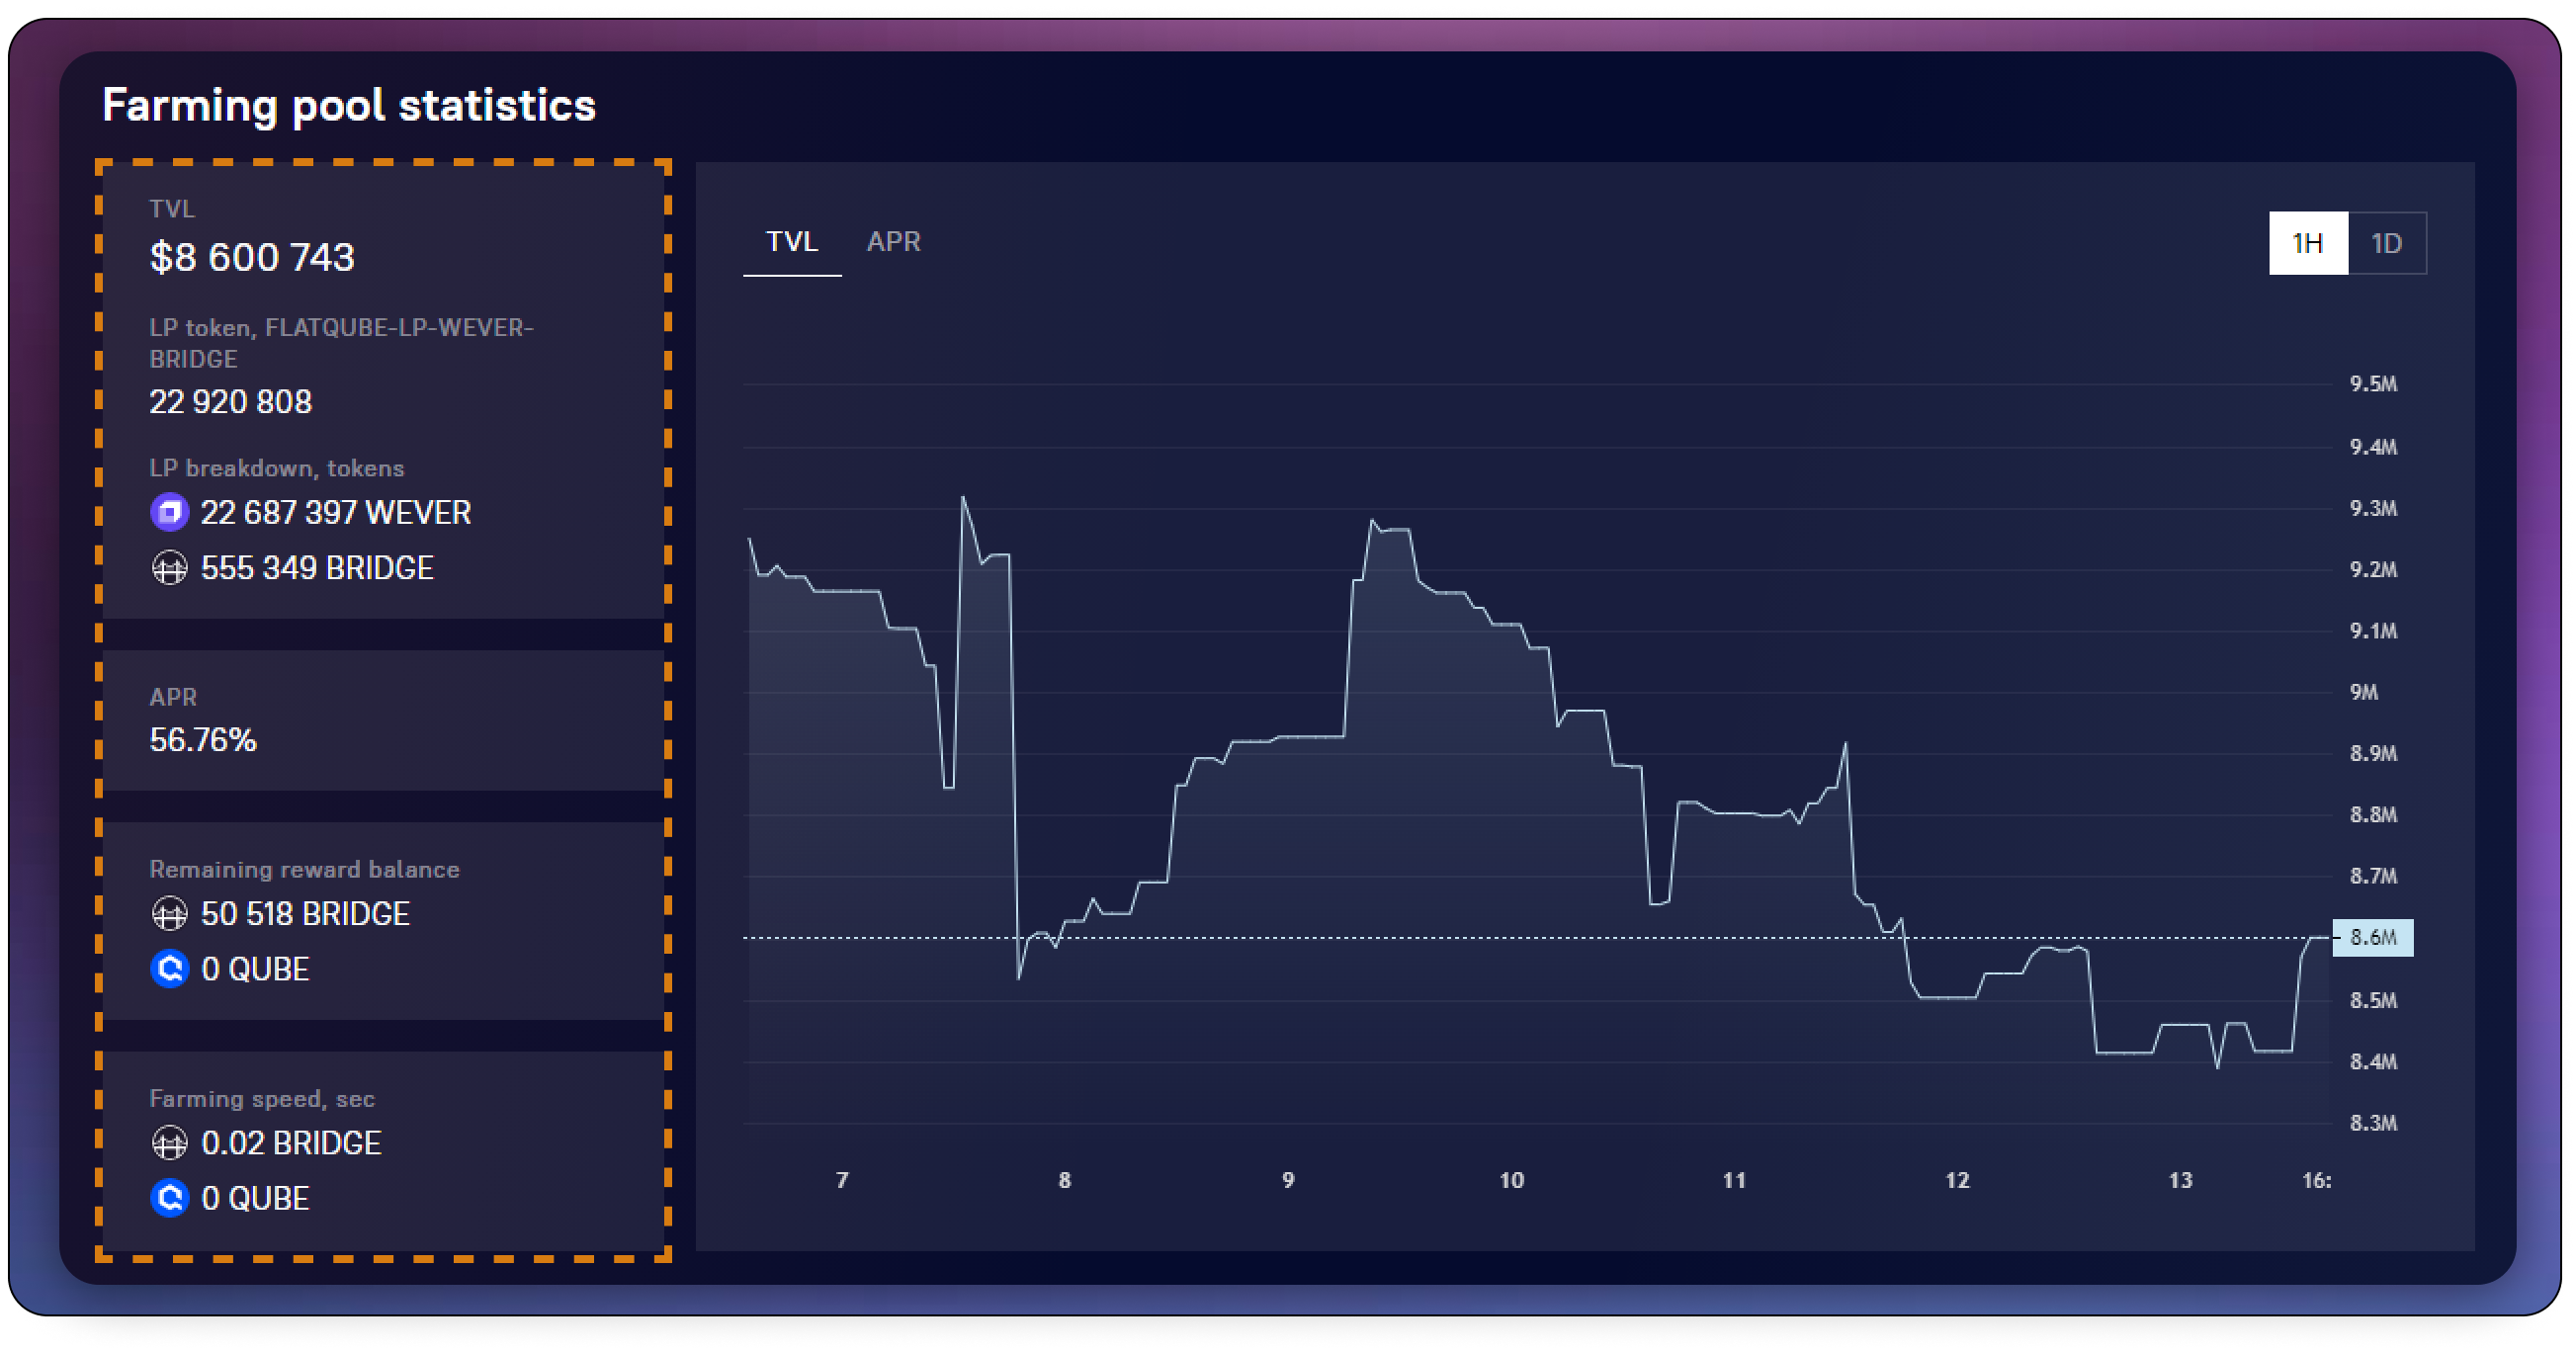 Farming pool statistics
TVL
$8 600 743
LP token, FLATQUBE-LP-WEVER-
BRIDGE
22 920 808
LP breakdown, tokens
22 687 397 WEVER
555 349 BRIDGE
APR
56.76%
Remaining reward balance
50 518 BRIDGE
0 QUBE
Farming speed, sec
0.02 BRIDGE
0 QUBE
TVL APR
1H 1D
9.5M
9.4M
9.3M
9.2M
9.1M
9M
8.9M
8.8M
8.7M
8.6M
8.5M
8.4M
8.3M
7 8 9 10 11 12 13 16: